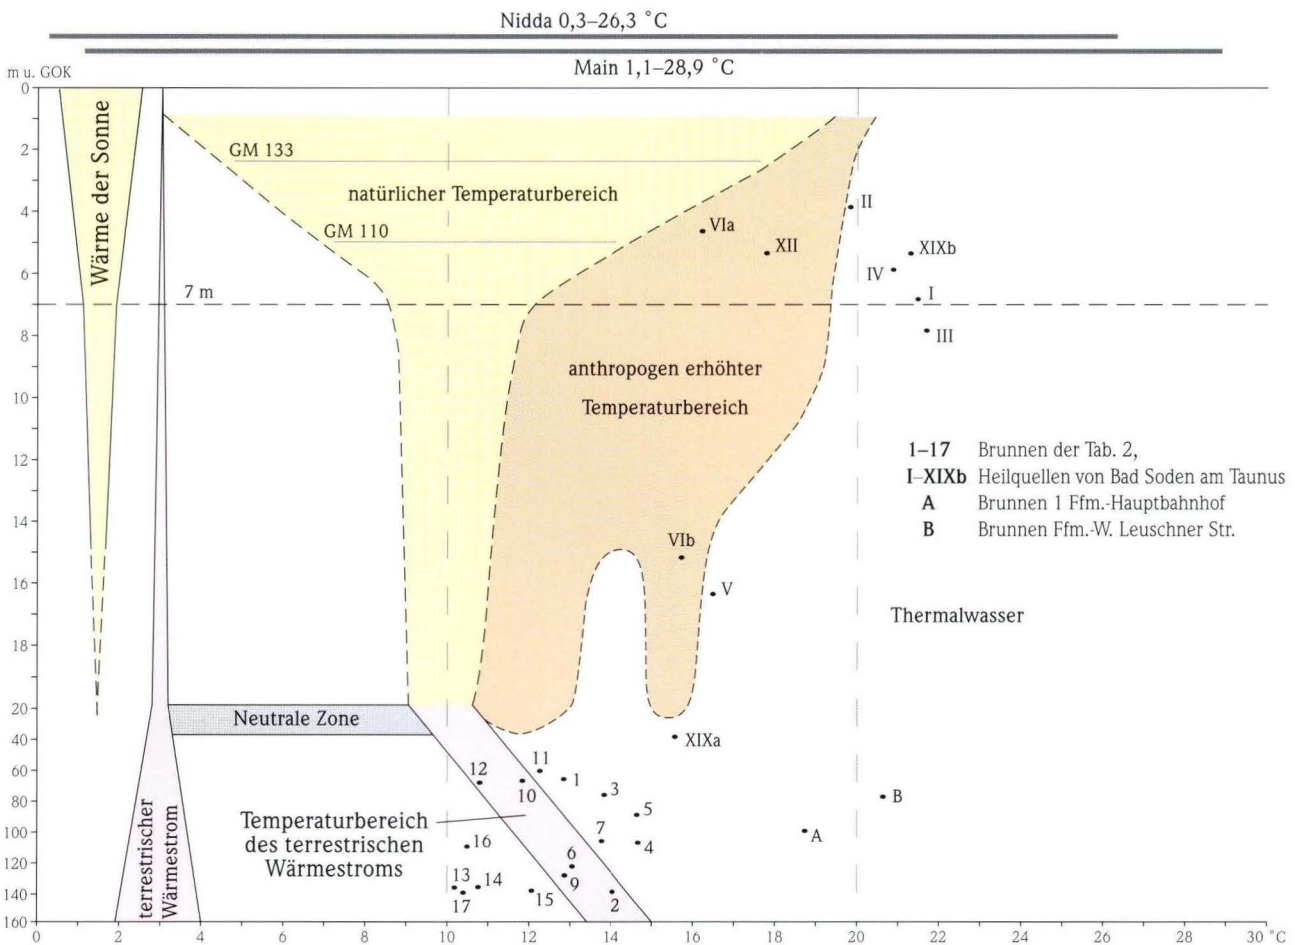 Nidda 0,3–26,3 °C
Main 1,1–28,9 °C
m u. GOK
0
2
4
6
8
10
12
14
16
18
20
40
60
80
100
120
140
160
Wärme der Sonne
GM 133
natürlicher Temperaturbereich
GM 110
7 m
VIa
XII
II
XIXb
IV
I
III
anthropogen erhöhter
Temperaturbereich
1–17 Brunnen der Tab. 2,
I–XIXb Heilquellen von Bad Soden am Taunus
A Brunnen 1 Ffm.-Hauptbahnhof
B Brunnen Ffm.-W. Leuschner Str.
VIb
V
Thermalwasser
Neutrale Zone
XIXa
terrestrischer
Wärmestrom
Temperaturbereich
des terrestrischen
Wärmestroms
12
11
10
1
3
5
7
4
6
9
2
16
13
14
17
15
B
A
0 2 4 6 8 10 12 14 16 18 20 22 24 26 28 30 °C